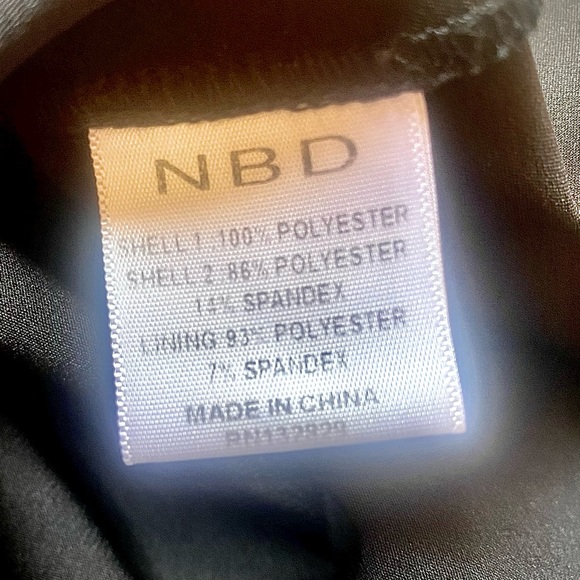 NBD
SHELL 1 100% POLYESTER
SHELL 2 86% POLYESTER
14% SPANDEX
LINING 93% POLYESTER
7% SPANDEX
MADE IN CHINA